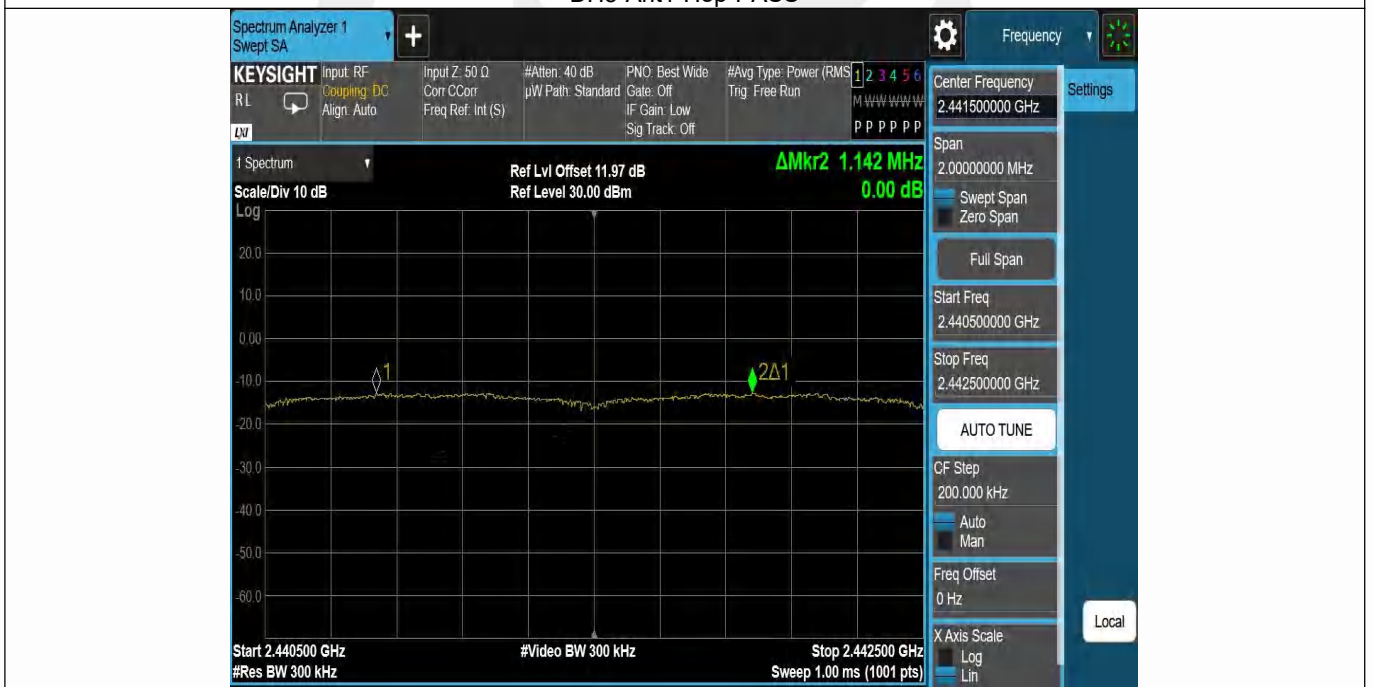 Spectrum Analyzer 1
Swept SA
+
Frequency
KEYSIGHT
RL
LXI
Input: RF
Coupling: DC
Align: Auto
Input Z: 50 Ω
Corr CCorr
Freq Ref: Int (S)
#Atten: 40 dB
µW Path: Standard
PNO: Best Wide
Gate: Off
IF Gain: Low
Sig Track: Off
#Avg Type: Power (RMS
Trig: Free Run
1 2 3 4 5 6
M W W W W W
P P P P P P
1 Spectrum
Scale/Div 10 dB
Ref Lvl Offset 11.97 dB
Ref Level 30.00 dBm
ΔMkr2 1.142 MHz
0.00 dB
Log
20.0
10.0
0.00
-10.0
-20.0
-30.0
-40.0
-50.0
-60.0
1
2Δ1
Start 2.440500 GHz
#Res BW 300 kHz
#Video BW 300 kHz
Stop 2.442500 GHz
Sweep 1.00 ms (1001 pts)
Center Frequency
2.441500000 GHz
Settings
Span
2.00000000 MHz
Swept Span
Zero Span
Full Span
Start Freq
2.440500000 GHz
Stop Freq
2.442500000 GHz
AUTO TUNE
CF Step
200.000 kHz
Auto
Man
Freq Offset
0 Hz
X Axis Scale
Log
Lin
Local